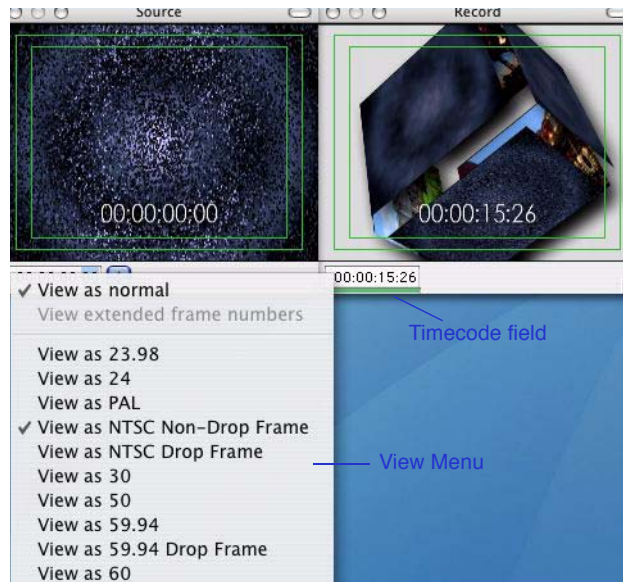 Source
Record
00:00:00:00
00:00:15:26
00:00:15:26
Timecode field
✓ View as normal
View extended frame numbers
View as 23.98
View as 24
View as PAL
✓ View as NTSC Non-Drop Frame
View as NTSC Drop Frame
View Menu
View as 30
View as 50
View as 59.94
View as 59.94 Drop Frame
View as 60